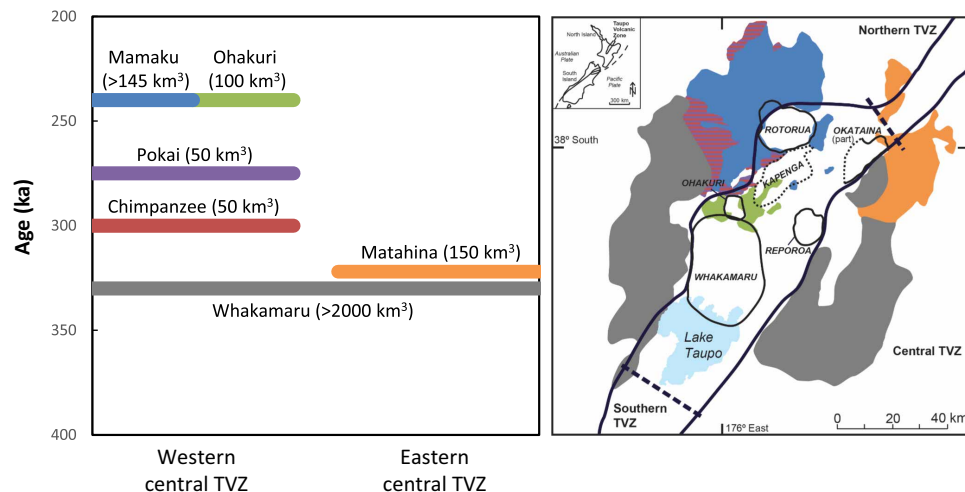 200
250
300
350
400
Age (ka)
Mamaku
(>145 km³)
Ohakuri
(100 km³)
Pokai (50 km³)
Chimpanzee (50 km³)
Matahina (150 km³)
Whakamaru (>2000 km³)
Western
central TVZ
Eastern
central TVZ
Taupo
Volcanic
Zone
North Island
Australian
Plate
South
Island
Pacific
Plate
N
300 km
Northern TVZ
38º South
ROTORUA
OKATAINA
(part)
KAPENGA
OHAKURI
REPOROA
WHAKAMARU
Lake
Taupo
Central TVZ
Southern
TVZ
176º East
0 20 40 km